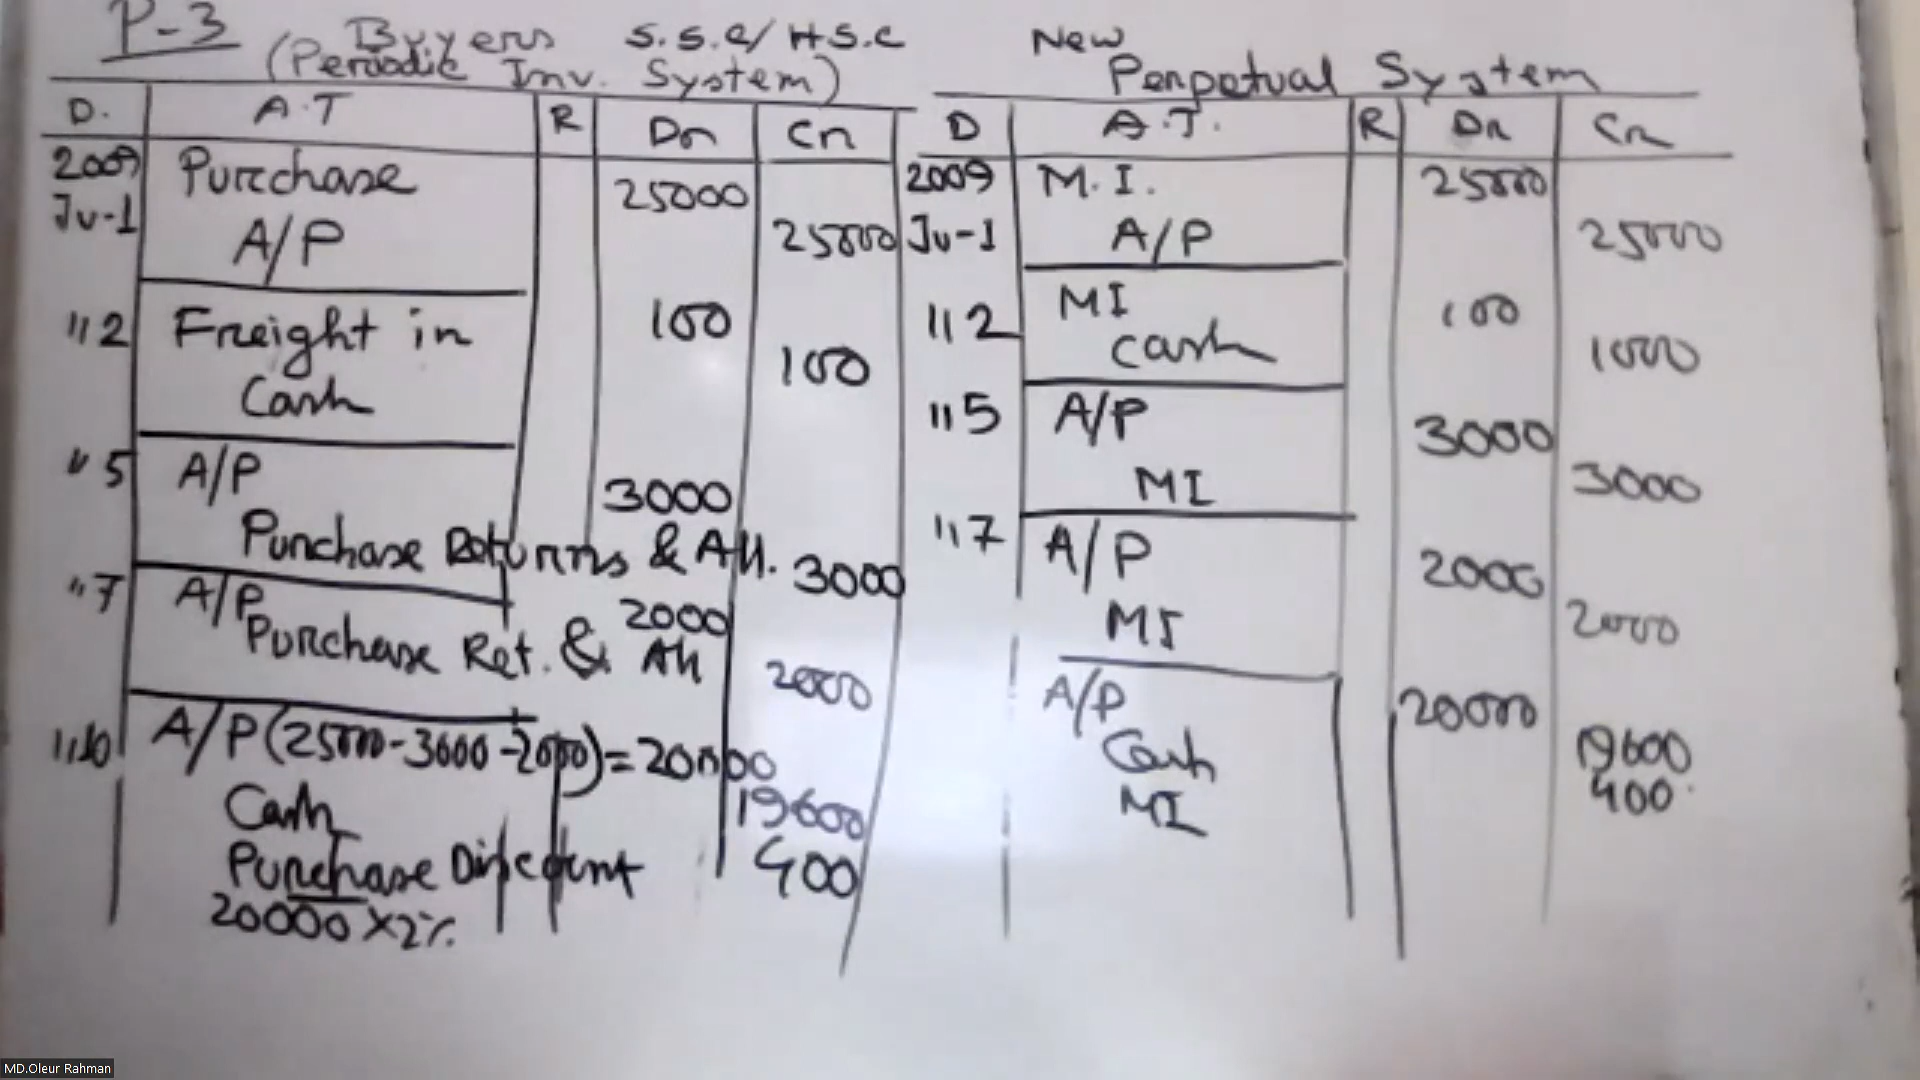 P-3
Buyers S.S.C/H.S.C
(Periodic Inv. System)
D. A.T R Dr Cr
2009 Purchase 25000
Ju-1 A/P 25000
"2 Freight in 100
Cash 100
"5 A/P 3000
Purchase Returns & All. 3000
"7 A/P 2000
Purchase Ret. & All 2000
"10 A/P (25000-3000-2000)=20000
Cash 19600
Purchase Discount 400
20000 x2%
New
Perpetual System
D A.T. R Dr Cr
2009 M.I. 25000
Ju-1 A/P 25000
"2 MI 100
Cash 1000
"5 A/P 3000
MI 3000
"7 A/P 2000
MI 2000
A/P 20000
Cash 19600
MI 400
MD.Oleur Rahman